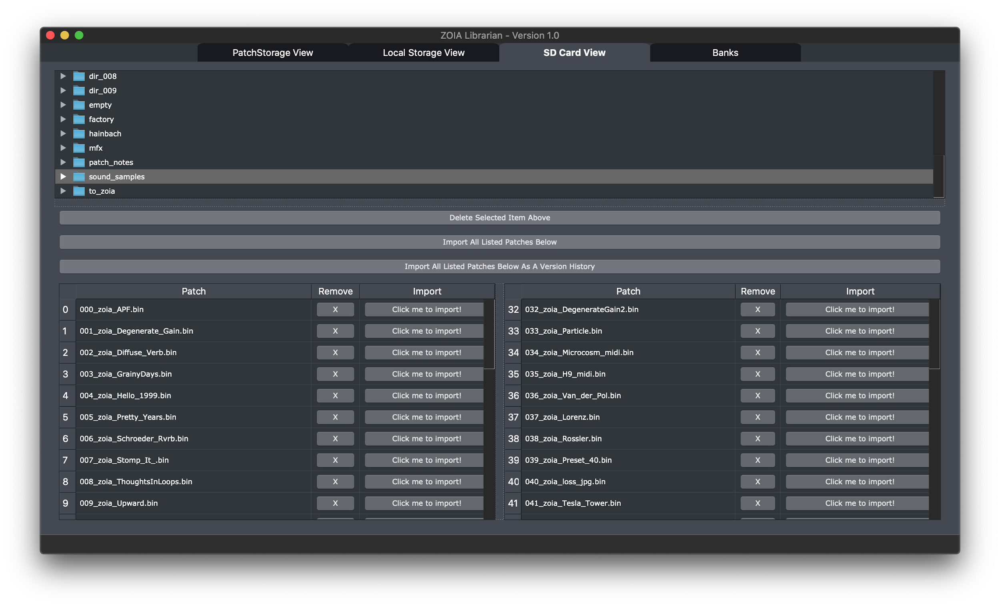 ZOIA Librarian - Version 1.0
PatchStorage View Local Storage View SD Card View Banks
dir_008
dir_009
empty
factory
hainbach
mfx
patch_notes
sound_samples
to_zoia
Delete Selected Item Above
Import All Listed Patches Below
Import All Listed Patches Below As A Version History
Patch Remove Import Patch Remove Import
0 000_zoia_APF.bin X Click me to import! 32 032_zoia_DegenerateGain2.bin X Click me to import!
1 001_zoia_Degenerate_Gain.bin X Click me to import! 33 033_zoia_Particle.bin X Click me to import!
2 002_zoia_Diffuse_Verb.bin X Click me to import! 34 034_zoia_Microcosm_midi.bin X Click me to import!
3 003_zoia_GrainyDays.bin X Click me to import! 35 035_zoia_H9_midi.bin X Click me to import!
4 004_zoia_Hello_1999.bin X Click me to import! 36 036_zoia_Van_der_Pol.bin X Click me to import!
5 005_zoia_Pretty_Years.bin X Click me to import! 37 037_zoia_Lorenz.bin X Click me to import!
6 006_zoia_Schroeder_Rvrb.bin X Click me to import! 38 038_zoia_Rossler.bin X Click me to import!
7 007_zoia_Stomp_It_.bin X Click me to import! 39 039_zoia_Preset_40.bin X Click me to import!
8 008_zoia_ThoughtsInLoops.bin X Click me to import! 40 040_zoia_loss_jpg.bin X Click me to import!
9 009_zoia_Upward.bin X Click me to import! 41 041_zoia_Tesla_Tower.bin X Click me to import!